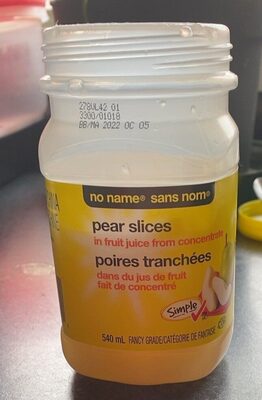 278UL42 01
3300/01018
BB/MA 2022 OC 05
no name® sans nom®
pear slices
in fruit juice from concentrate
poires tranchées
dans du jus de fruit
fait de concentré
Simple
540 mL FANCY GRADE/CATÉGORIE DE FANTAISIE